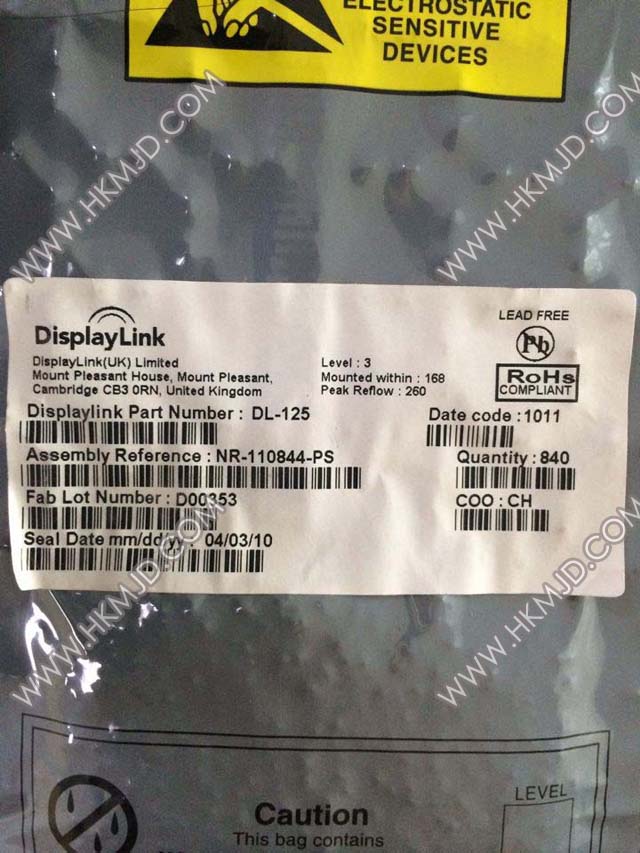 ELECTROSTATIC
SENSITIVE
DEVICES
DisplayLink
DisplayLink(UK) Limited
Mount Pleasant House, Mount Pleasant,
Cambridge CB3 0RN, United Kingdom
Level : 3
Mounted within : 168
Peak Reflow : 260
LEAD FREE
Pb
RoHs
COMPLIANT
Displaylink Part Number : DL-125
Date code : 1011
Assembly Reference : NR-110844-PS
Quantity : 840
Fab Lot Number : D00353
COO : CH
Seal Date mm/dd/yy 04/03/10
LEVEL
Caution
This bag contains
WWW.HKMJD.COM
WWW.HKMJD.COM
WWW.HKMJD.COM
WWW.HKMJD.COM